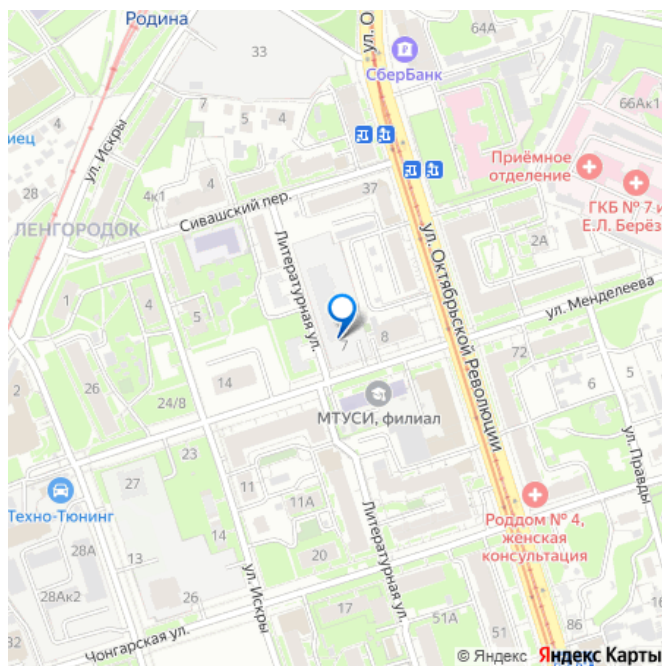 Родина
ул. О
64А
СберБанк
33
66Ак1
7
5
4
4
иец
ул. Искры
28
4к1
4
Приёмное
отделение
ГКБ № 7 и
Е.Л. Берёз
37
Сивашский пер.
ЛЕНГОРОДОК
Литературная ул.
ул. Октябрьской Революции
2А
ул. Менделеева
1
4
5
7
8
72
6
5
26
14
2
24/8
МТУСИ, филиал
ул. Правды
23
27
11
11А
Техно-Тюнинг
Роддом № 4,
женская
консультация
28А
13
14
20
Литературная ул.
28Ак2
26
17
51А
32
Чонгарская ул.
ул. Искры
51
86
16
© Яндекс Яндекс Карты